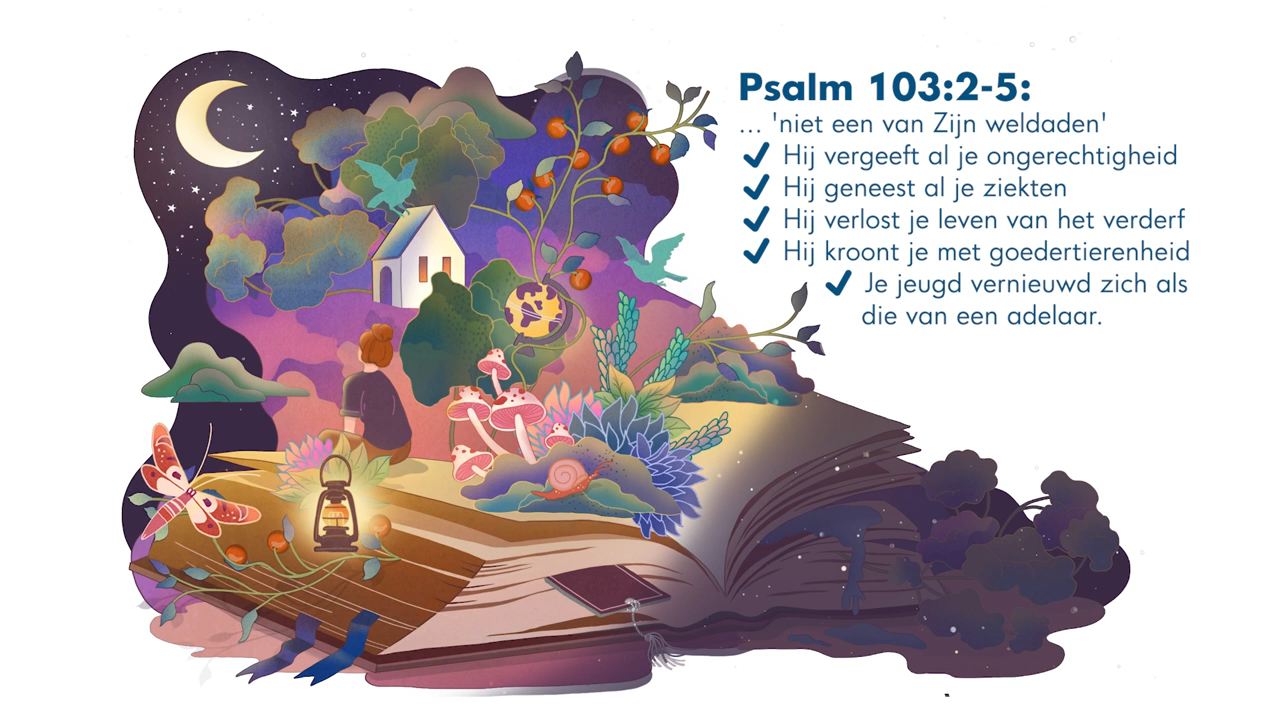 Psalm 103:2-5:
... 'niet een van Zijn weldaden'
✔ Hij vergeeft al je ongerechtigheid
✔ Hij geneest al je ziekten
✔ Hij verlost je leven van het verderf
✔ Hij kroont je met goedertierenheid
✔ Je jeugd vernieuwd zich als
die van een adelaar.